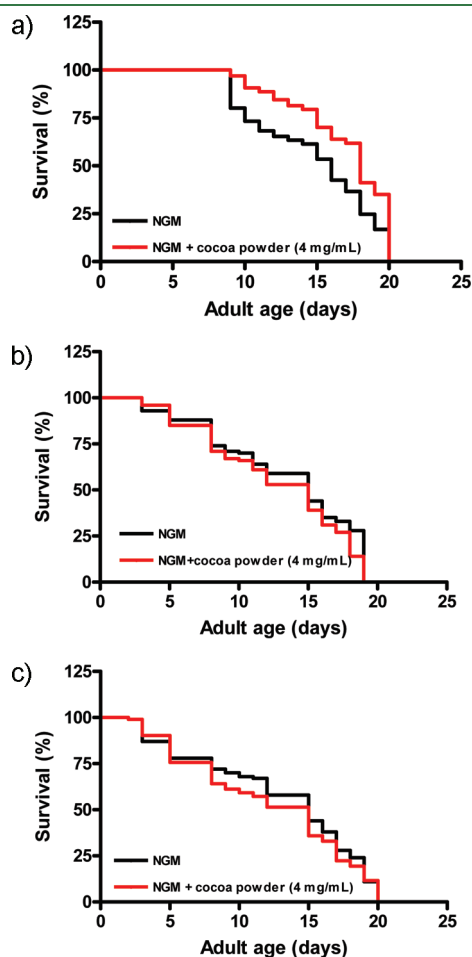 a)
125
100
75
50
25
0
Survival (%)
NGM
NGM + cocoa powder (4 mg/mL)
0 5 10 15 20 25
Adult age (days)
b)
125
100
75
50
25
0
Survival (%)
NGM
NGM+cocoa powder (4 mg/mL)
0 5 10 15 20 25
Adult age (days)
c)
125
100
75
50
25
0
Survival (%)
NGM
NGM + cocoa powder (4 mg/mL)
0 5 10 15 20 25
Adult age (days)